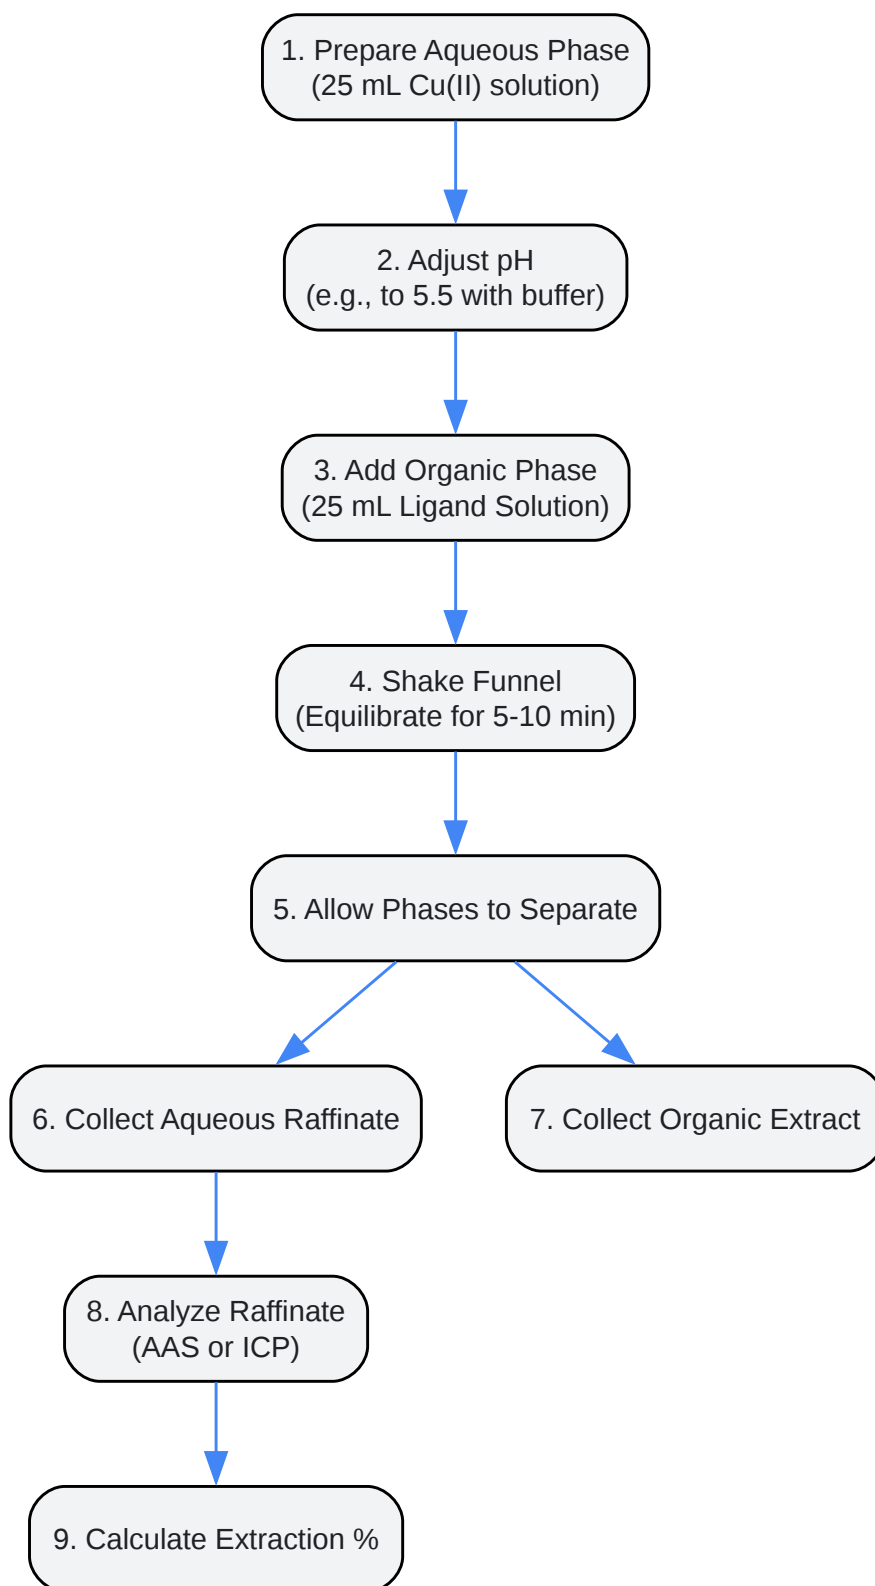 1. Prepare Aqueous Phase
(25 mL Cu(II) solution)
2. Adjust pH
(e.g., to 5.5 with buffer)
3. Add Organic Phase
(25 mL Ligand Solution)
4. Shake Funnel
(Equilibrate for 5-10 min)
5. Allow Phases to Separate
6. Collect Aqueous Raffinate
7. Collect Organic Extract
8. Analyze Raffinate
(AAS or ICP)
9. Calculate Extraction %